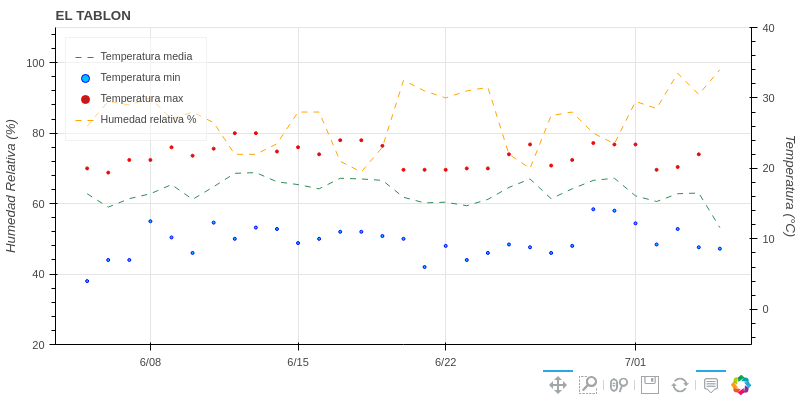 EL TABLON
Temperatura media
Temperatura min
Temperatura max
Humedad relativa %
Humedad Relativa (%)
100
80
60
40
20
40
30
20
10
0
Temperatura (°C)
6/08
6/15
6/22
7/01